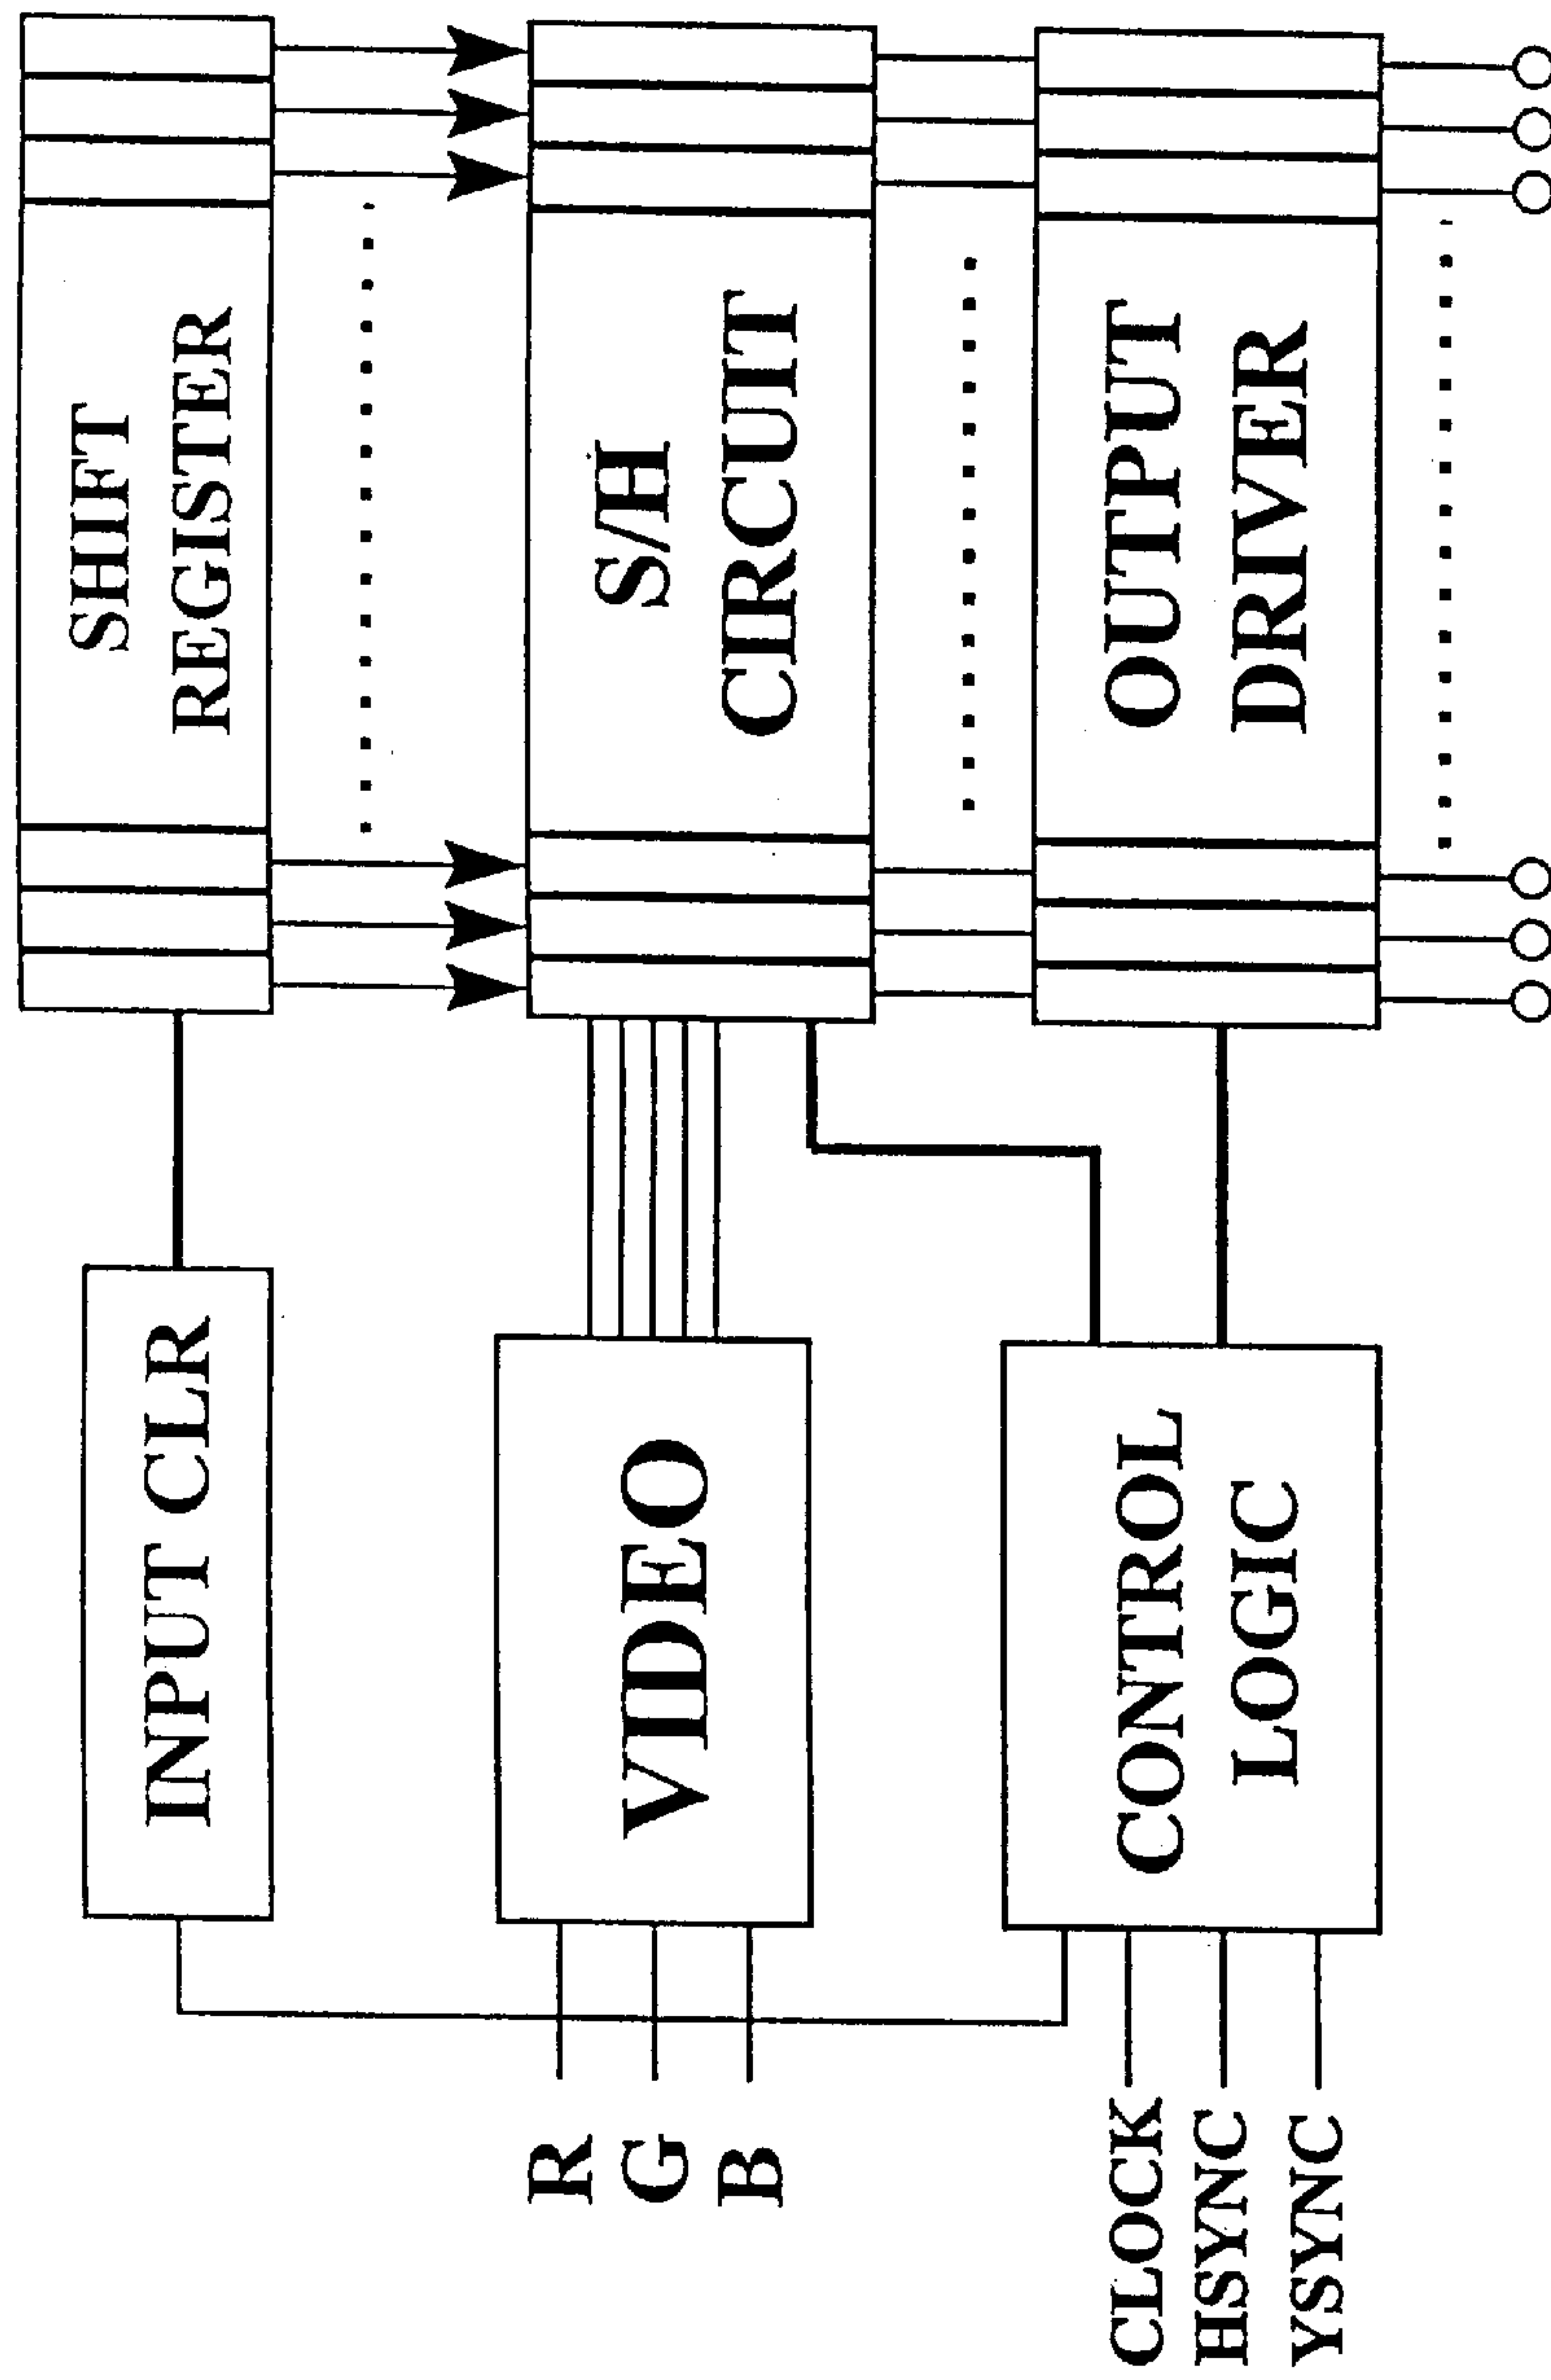 SHIFT
REGISTER
INPUT CLR
S/H
CIRCUIT
VIDEO
R
G
B
OUTPUT
DRIVER
CONTROL
LOGIC
CLOCK
HSYNC
YSYNC